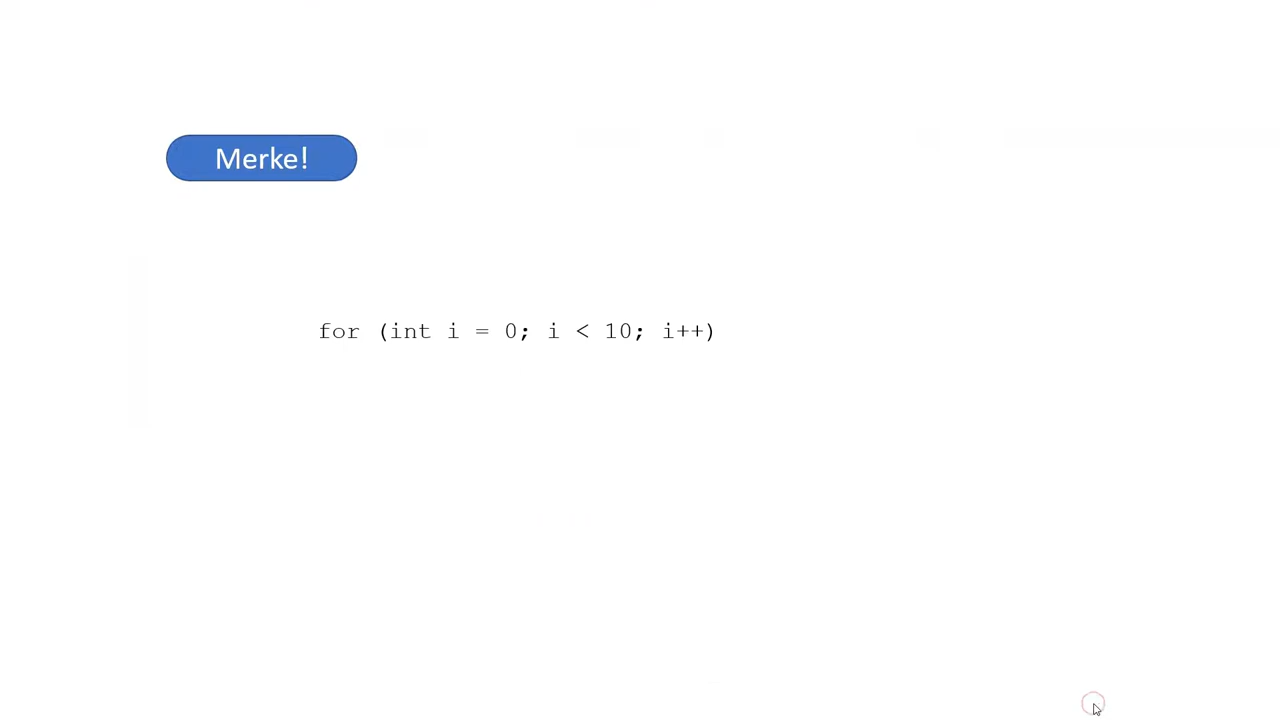 Merke!
for (int i = 0; i < 10; i++)